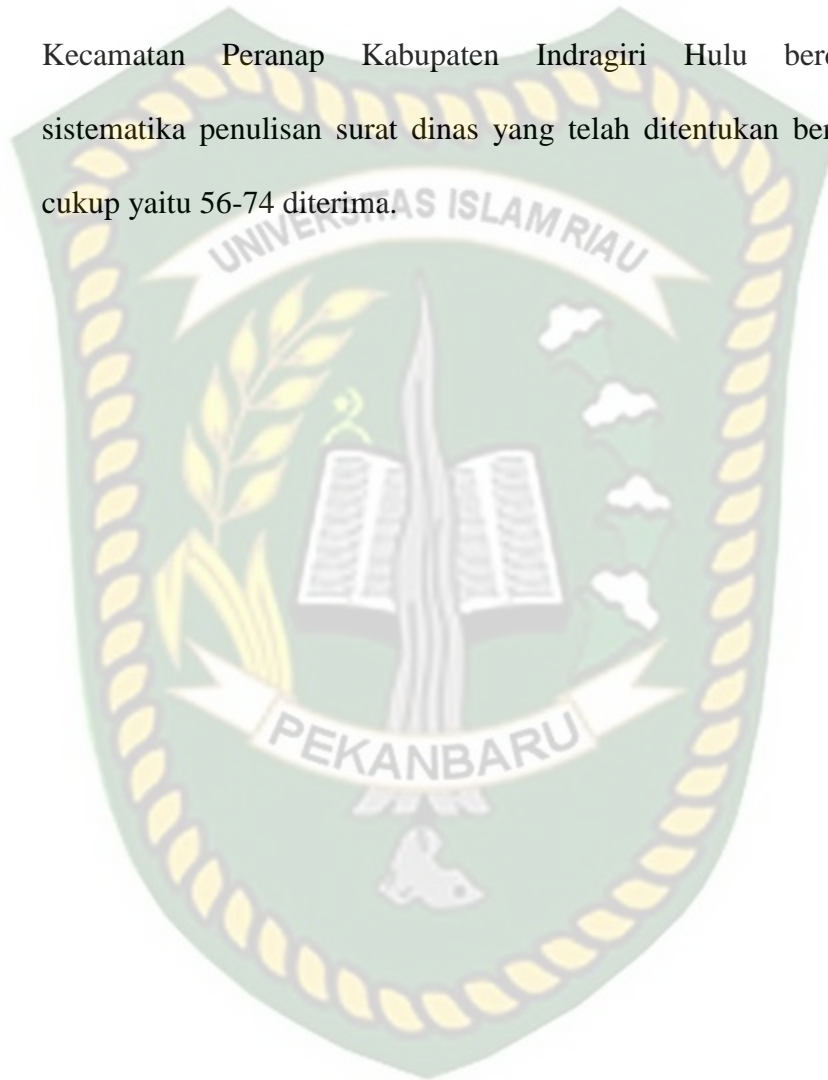 Kecamatan Peranap Kabupaten Indragiri Hulu
sistematika penulisan surat dinas yang telah ditentukan
cukup yaitu 56-74 diterima.
UNIVERSITAS ISLAM RIAU
PEKANBARU